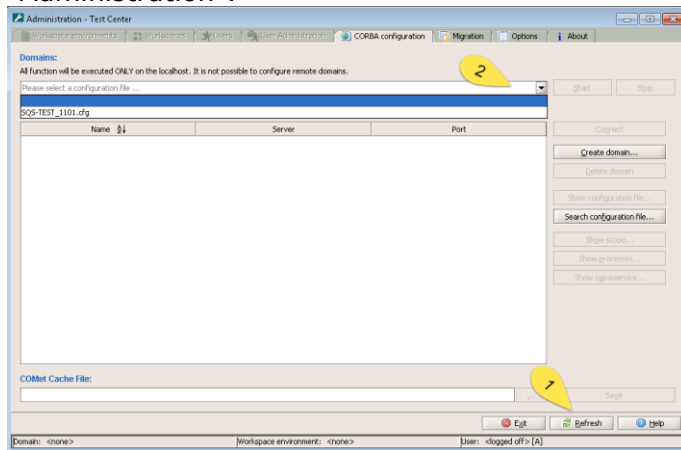 Administration - Test Center
Workspace environments Workspaces Users User Administration CORBA configuration Migration Options About
Domains:
All function will be executed ONLY on the localhost. It is not possible to configure remote domains.
Please select a configuration file ...
2
Start Stop
SQS-TEST_1101.cfg
Name Server Port
Connect
Create domain...
Delete domain
Show configuration file...
Search configuration file...
Show scope...
Show processes...
Show nameservice...
COMet Cache File:
1
Save
Exit Refresh Help
Domain: <none> Workspace environment: <none> User: <logged off> [A]